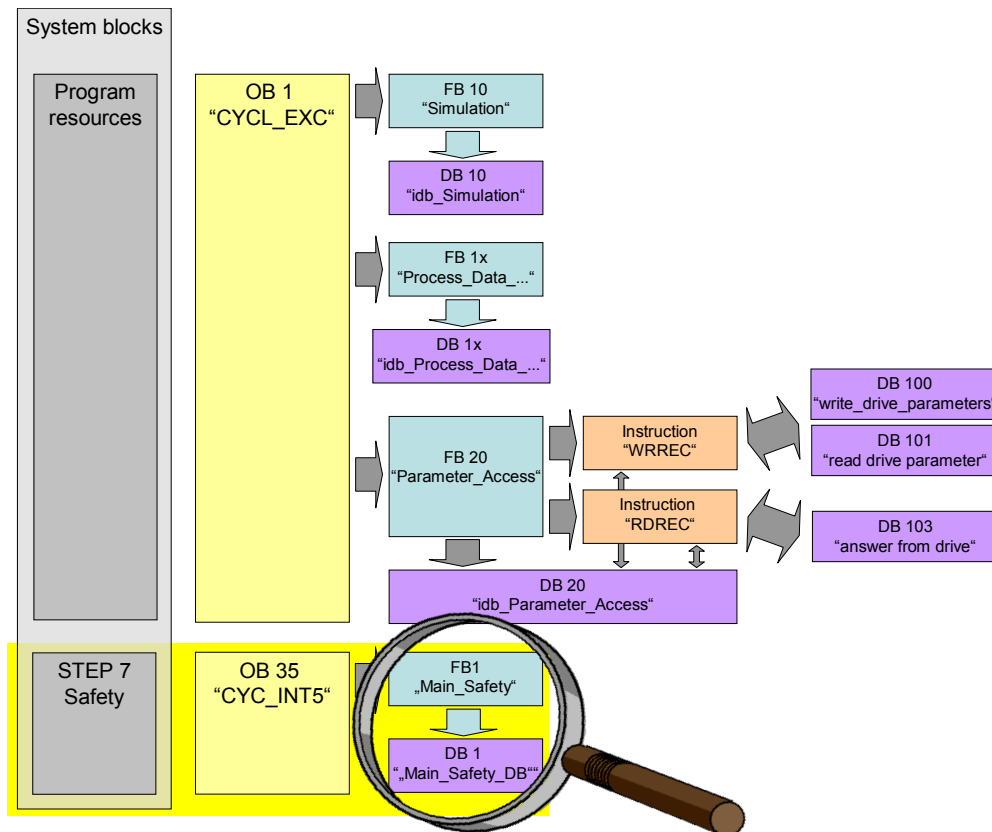 System blocks
Program
resources
OB 1
“CYCL_EXC“
FB 10
“Simulation“
DB 10
“idb_Simulation“
FB 1x
“Process_Data_...“
DB 1x
“idb_Process_Data_...“
FB 20
“Parameter_Access“
Instruction
“WRREC“
Instruction
“RDREC“
DB 100
“write_drive_parameters“
DB 101
“read drive parameter“
DB 103
“answer from drive“
DB 20
“idb_Parameter_Access“
STEP 7
Safety
OB 35
“CYC_INT5“
FB1
„Main_Safety“
DB 1
“„Main_Safety_DB““